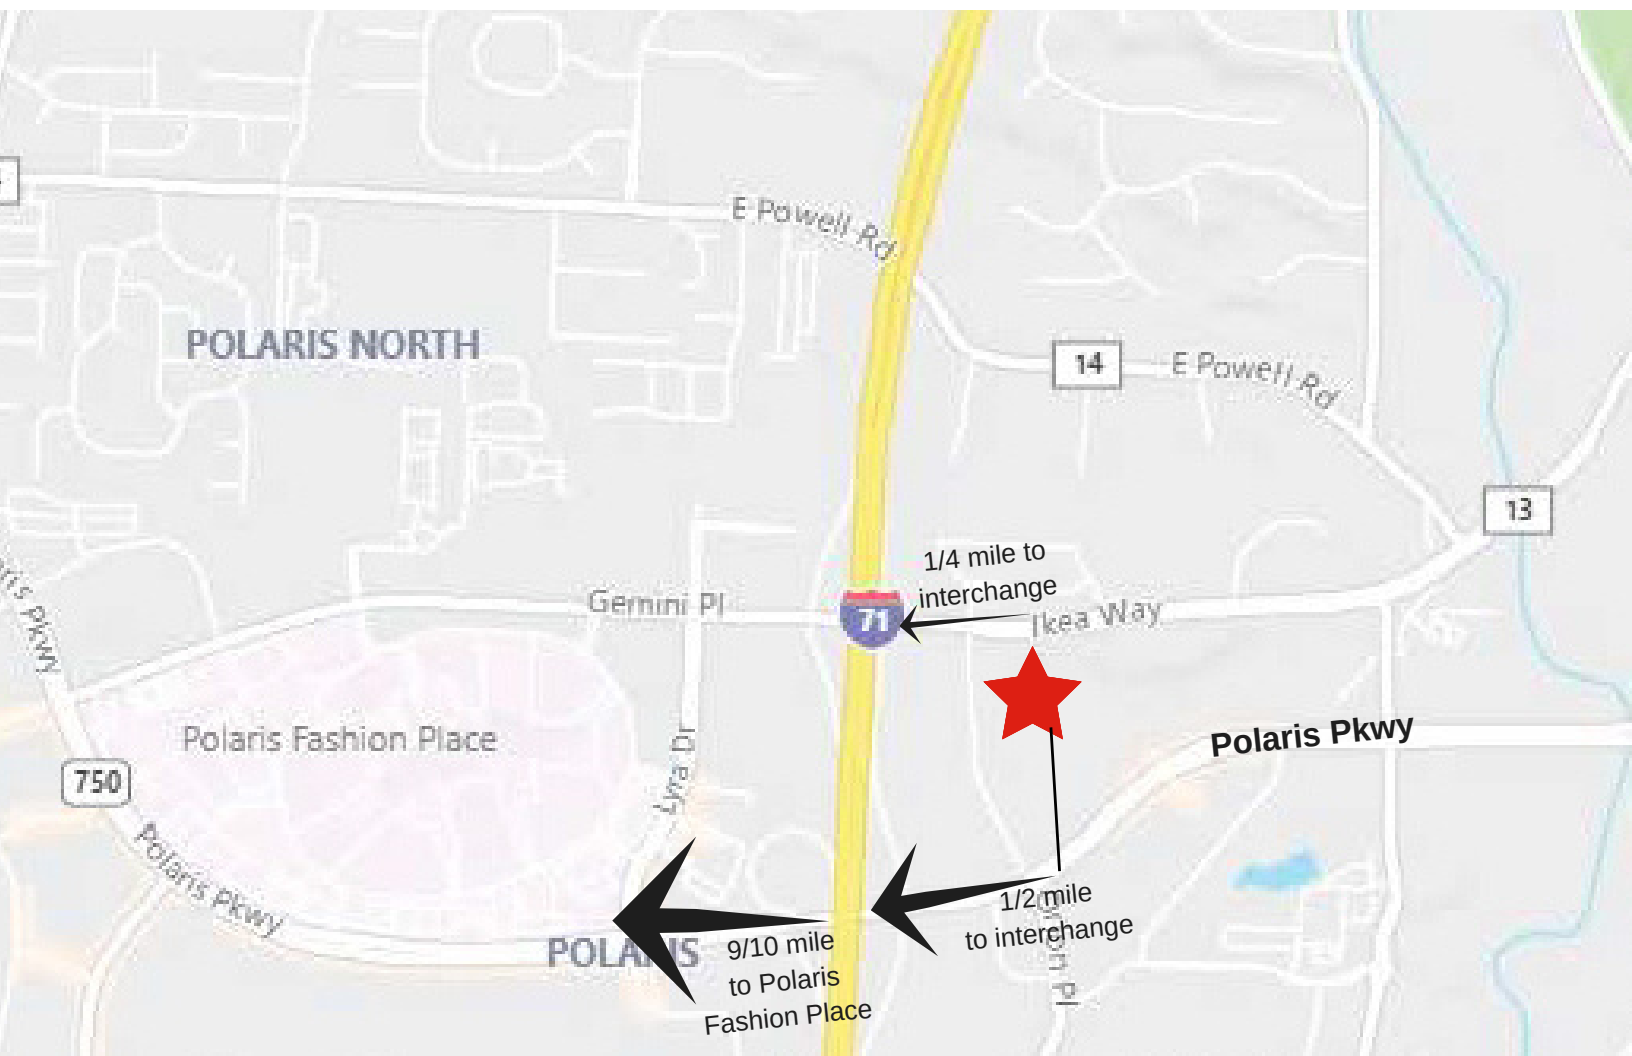 E Powell Rd
POLARIS NORTH
14
E Powell Rd
13
1/4 mile to
interchange
Gemini Pl
71
Ikea Way
Pkwy
Polaris Fashion Place
Polaris Pkwy
750
Lyra Dr
Polaris Pkwy
1/2 mile
to interchange
POLARIS
9/10 mile
to Polaris
Fashion Place
Pl